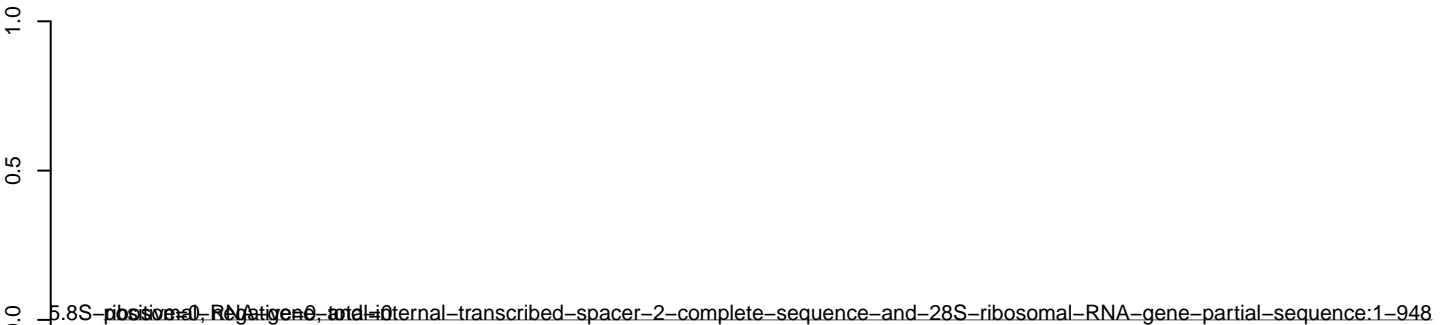 1.0
0.5
0.0
5.8S−ribosomal−RNA−gene−and−internal−transcribed−spacer−2−complete−sequence−and−28S−ribosomal−RNA−gene−partial−sequence:1−948
positive=0, negative=0, total=0